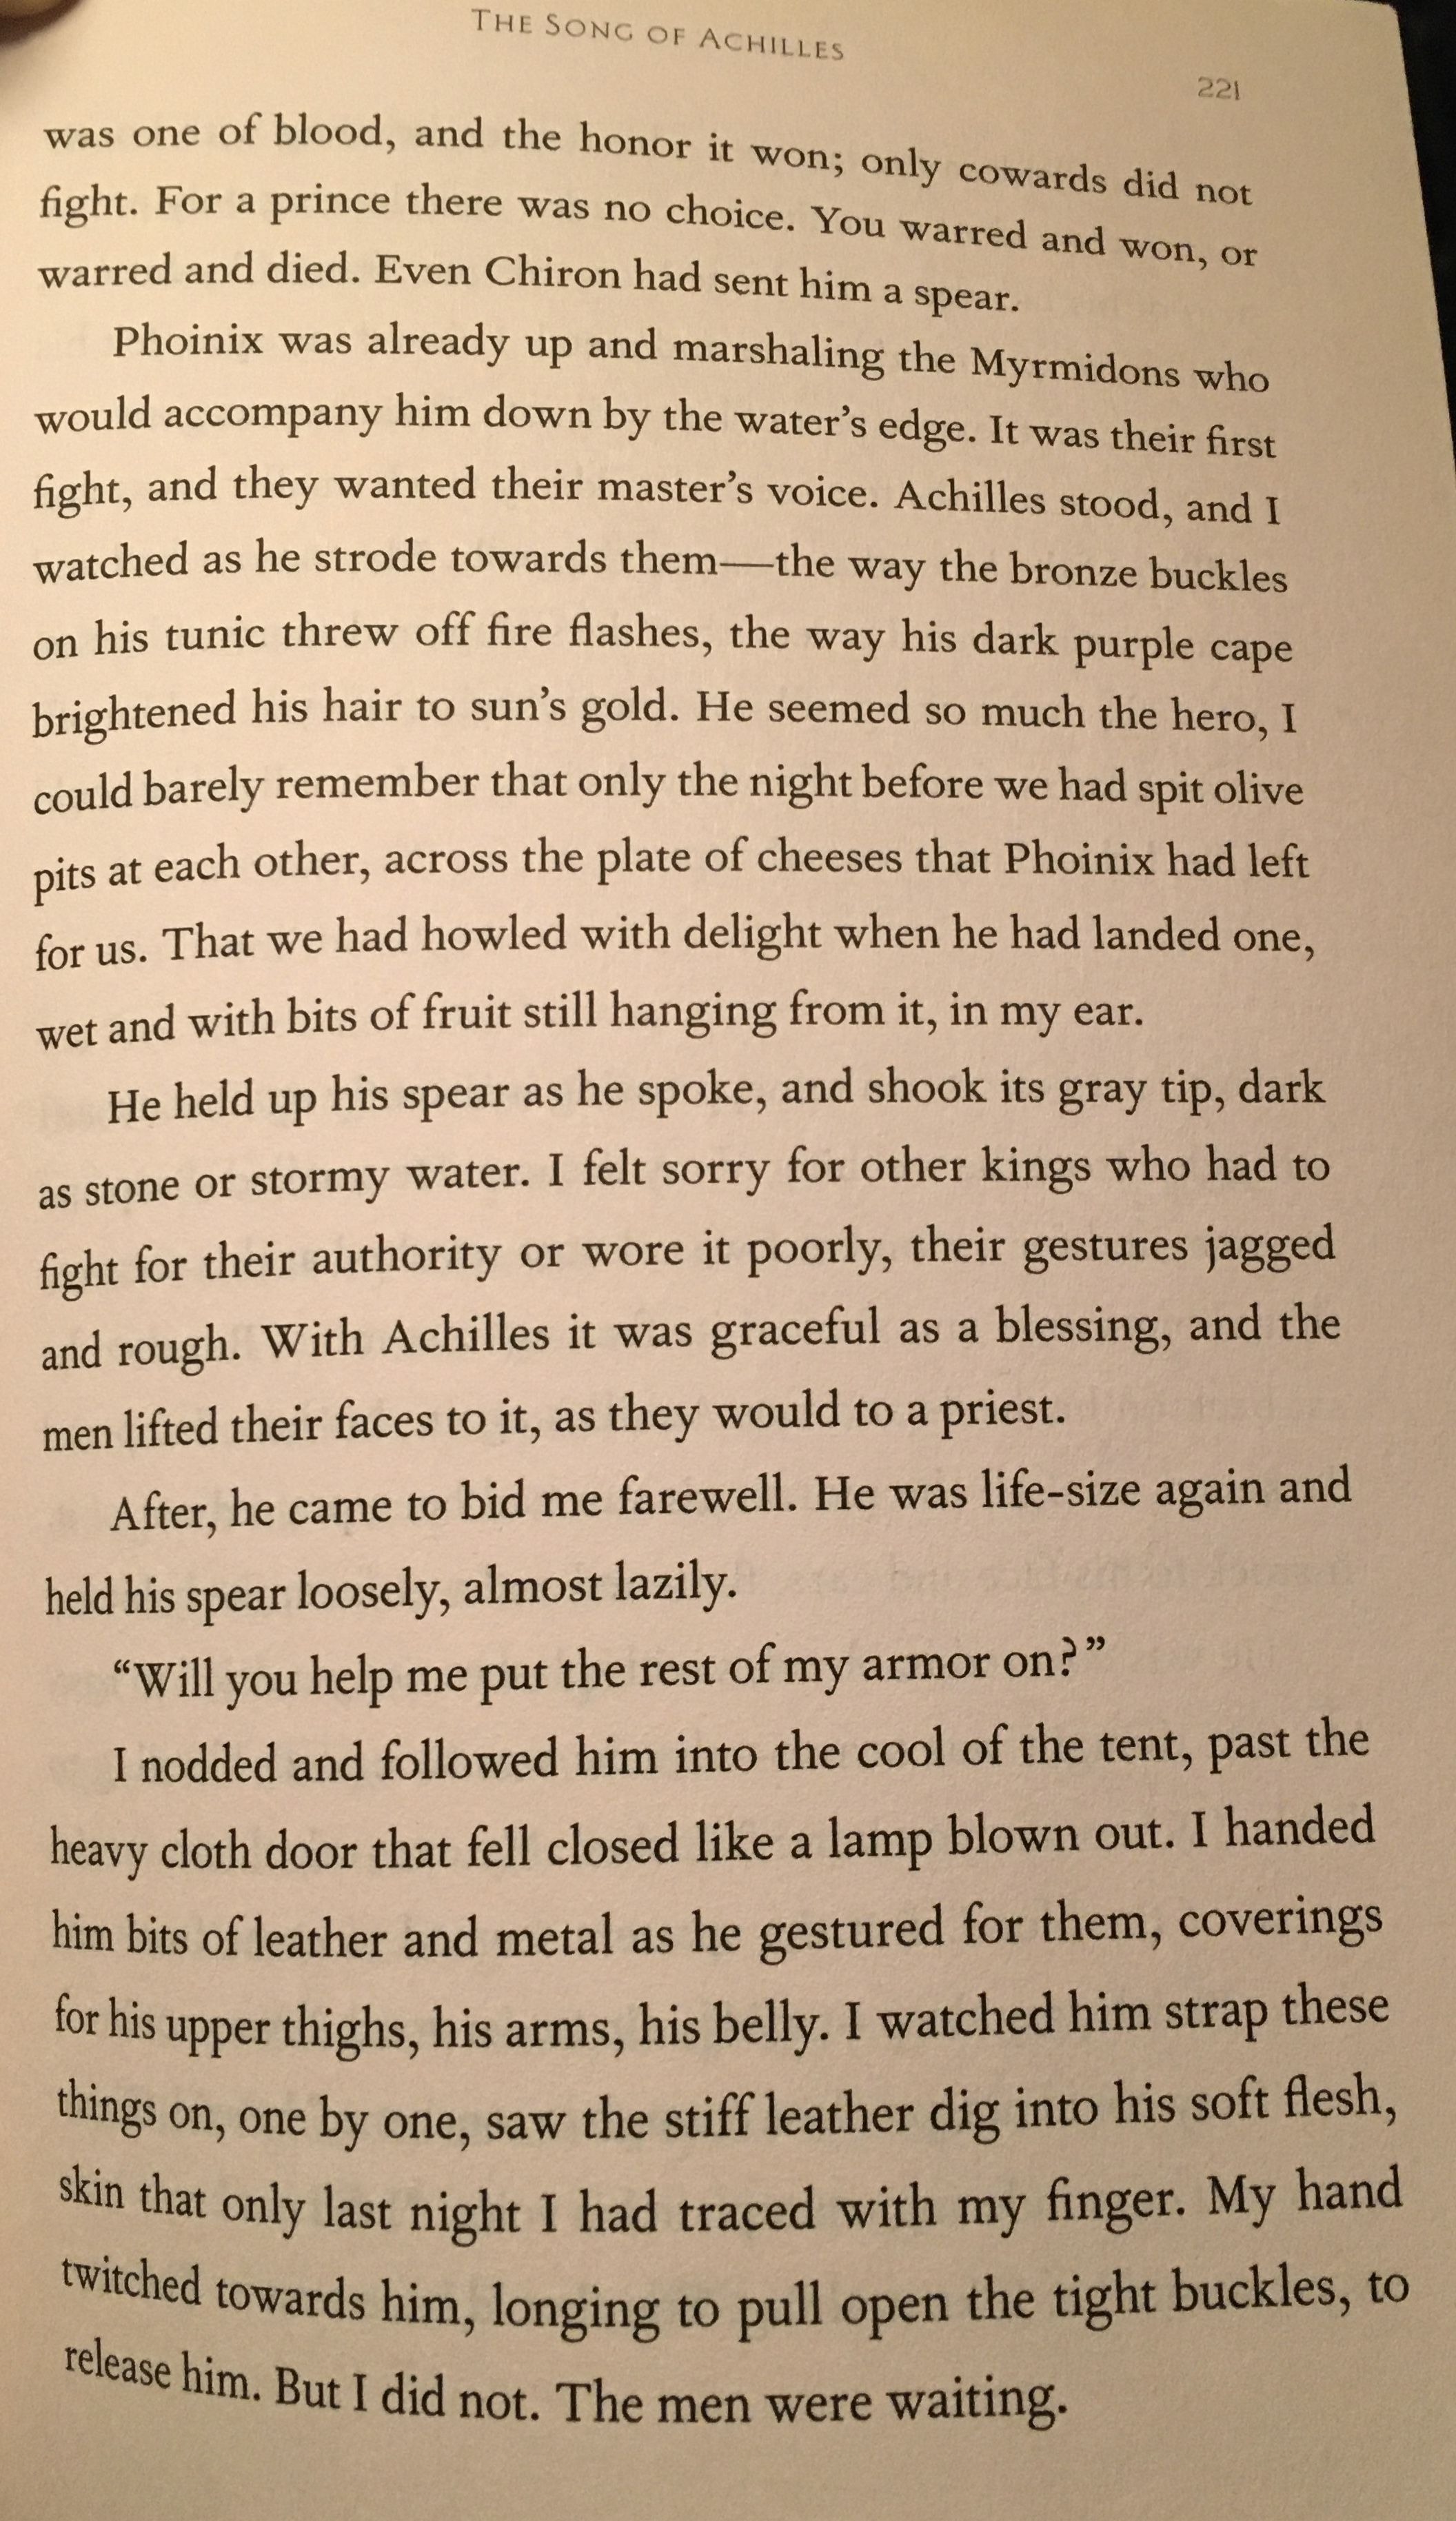 THE SONG OF ACHILLES
221
was one of blood, and the honor it won; only cowards did not
fight. For a prince there was no choice. You warred and won, or
warred and died. Even Chiron had sent him a spear.
Phoinix was already up and marshaling the Myrmidons who
would accompany him down by the water’s edge. It was their first
fight, and they wanted their master’s voice. Achilles stood, and I
watched as he strode towards them—the way the bronze buckles
on his tunic threw off fire flashes, the way his dark purple cape
brightened his hair to sun’s gold. He seemed so much the hero, I
could barely remember that only the night before we had spit olive
pits at each other, across the plate of cheeses that Phoinix had left
for us. That we had howled with delight when he had landed one,
wet and with bits of fruit still hanging from it, in my ear.
He held up his spear as he spoke, and shook its gray tip, dark
as stone or stormy water. I felt sorry for other kings who had to
fight for their authority or wore it poorly, their gestures jagged
and rough. With Achilles it was graceful as a blessing, and the
men lifted their faces to it, as they would to a priest.
After, he came to bid me farewell. He was life-size again and
held his spear loosely, almost lazily.
“Will you help me put the rest of my armor on?”
I nodded and followed him into the cool of the tent, past the
heavy cloth door that fell closed like a lamp blown out. I handed
him bits of leather and metal as he gestured for them, coverings
for his upper thighs, his arms, his belly. I watched him strap these
things on, one by one, saw the stiff leather dig into his soft flesh,
skin that only last night I had traced with my finger. My hand
twitched towards him, longing to pull open the tight buckles, to
release him. But I did not. The men were waiting.